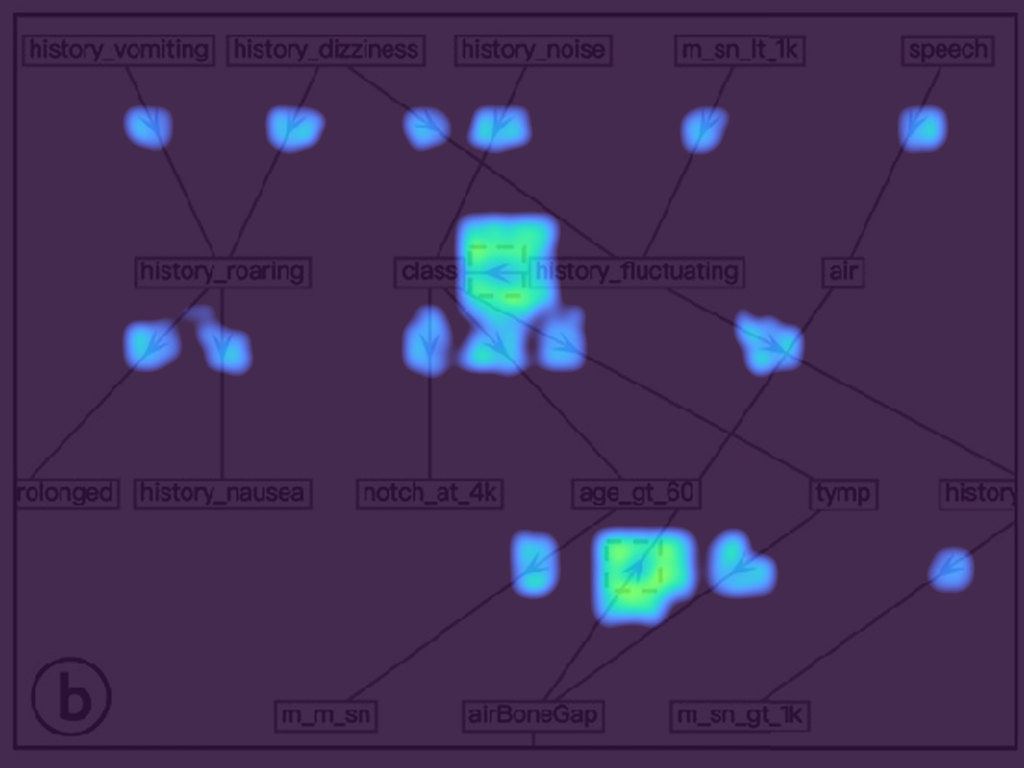 history_vomiting history_dizziness history_noise m_sn_lt_1k speech
history_roaring class history_fluctuating air
rolonged history_nausea notch_at_4k age_gt_60 tymp history
m_m_sn airBoneGap m_sn_gt_1k
b